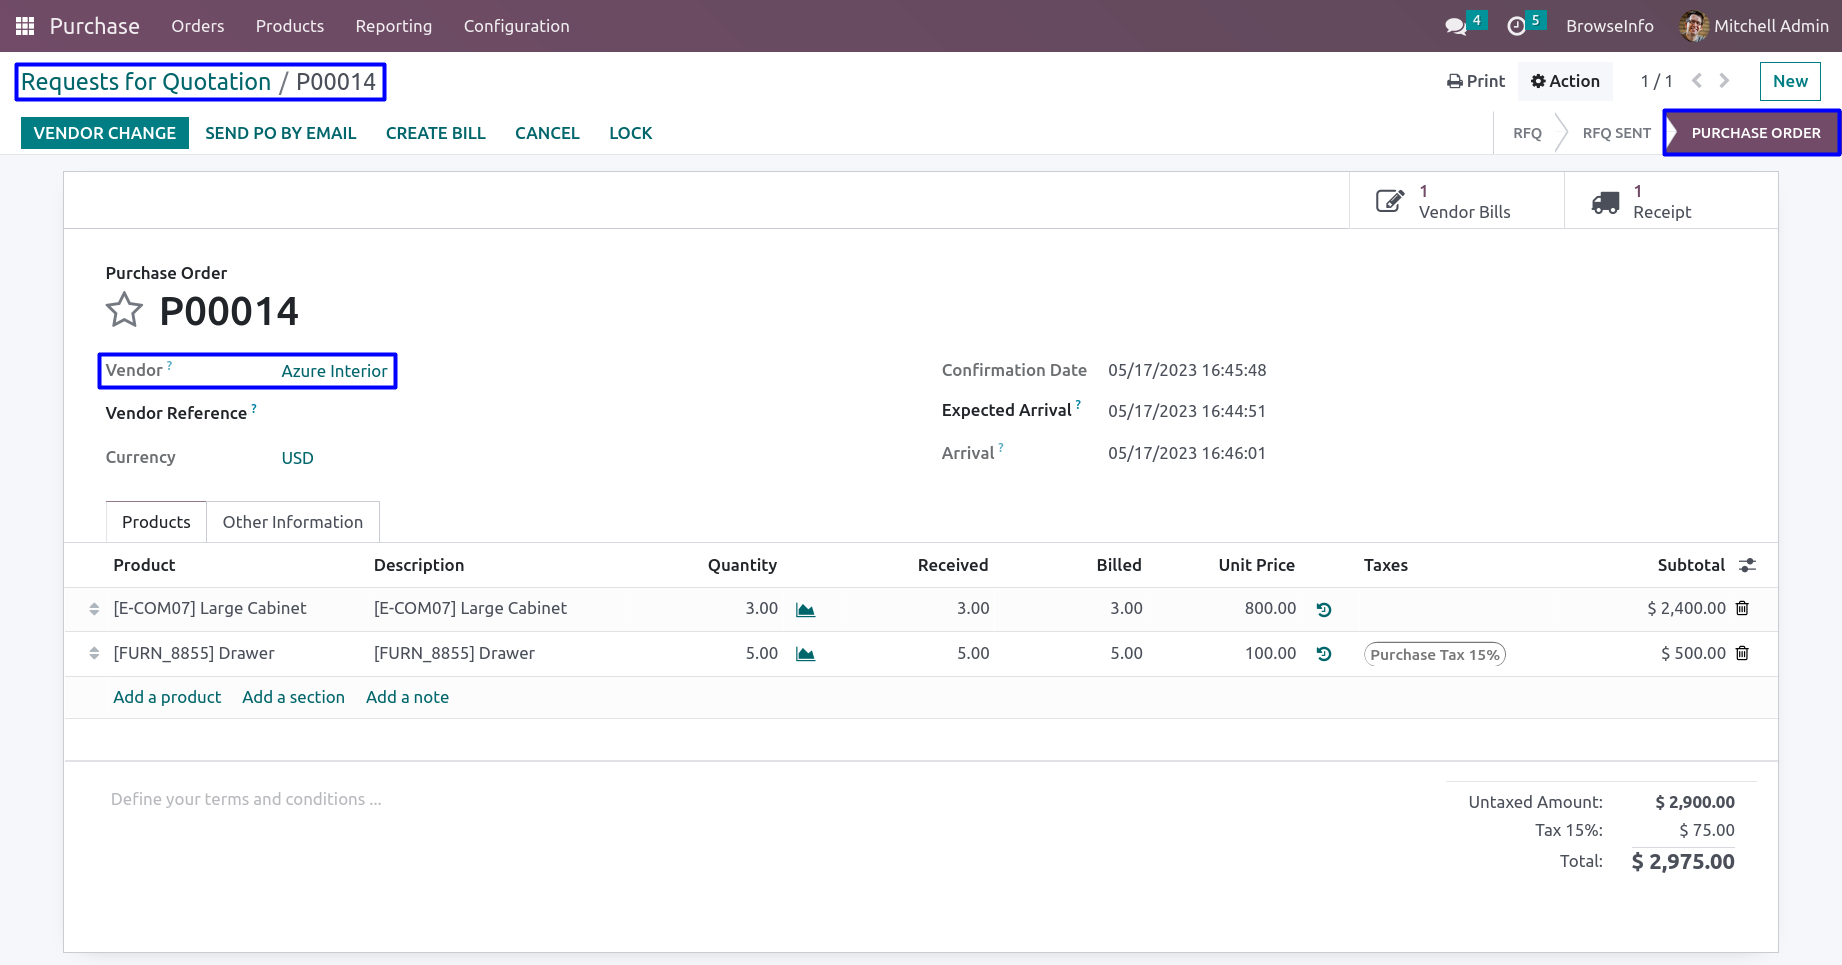 Purchase Orders Products Reporting Configuration 4 5 BrowseInfo Mitchell Admin
Requests for Quotation / P00014 Print Action 1 / 1 New
VENDOR CHANGE SEND PO BY EMAIL CREATE BILL CANCEL LOCK RFQ RFQ SENT PURCHASE ORDER
1 Vendor Bills
1 Receipt
Purchase Order
P00014
Vendor ? Azure Interior
Confirmation Date 05/17/2023 16:45:48
Vendor Reference ?
Expected Arrival ? 05/17/2023 16:44:51
Currency USD
Arrival ? 05/17/2023 16:46:01
Products Other Information
Product Description Quantity Received Billed Unit Price Taxes Subtotal
[E-COM07] Large Cabinet [E-COM07] Large Cabinet 3.00 3.00 3.00 800.00 $ 2,400.00
[FURN_8855] Drawer [FURN_8855] Drawer 5.00 5.00 5.00 100.00 Purchase Tax 15% $ 500.00
Add a product Add a section Add a note
Define your terms and conditions ...
Untaxed Amount: $ 2,900.00
Tax 15%: $ 75.00
Total: $ 2,975.00